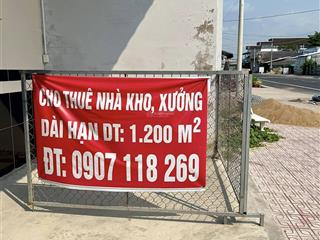 CHO THUÊ NHÀ KHO, XƯỞNG
DÀI HẠN DT: 1.200 M²
ĐT: 0907 118 269